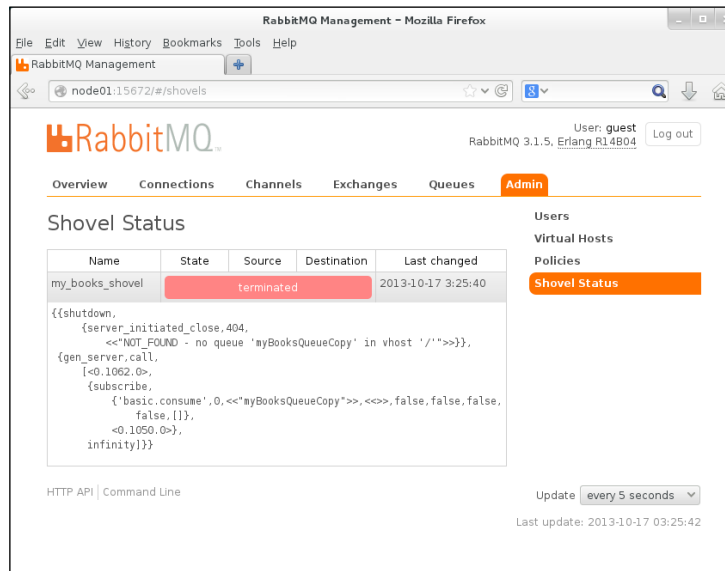 RabbitMQ Management - Mozilla Firefox
File Edit View History Bookmarks Tools Help
RabbitMQ Management
node01:15672/#/shovels
RabbitMQ
User: guest
RabbitMQ 3.1.5, Erlang R14B04
Log out
Overview Connections Channels Exchanges Queues Admin
Shovel Status
Users
Virtual Hosts
Policies
Shovel Status
Name State Source Destination Last changed
my_books_shovel terminated 2013-10-17 3:25:40
{{shutdown,
{server_initiated_close,404,
<<"NOT_FOUND - no queue 'myBooksQueueCopy' in vhost '/'">>}},
{gen_server,call,
[<0.1062.0>,
{subscribe,
{'basic.consume',0,<<"myBooksQueueCopy">>,<<>>,false,false,false,
false,[]},
<0.1050.0>},
infinity]}}
HTTP API Command Line
Update every 5 seconds
Last update: 2013-10-17 03:25:42